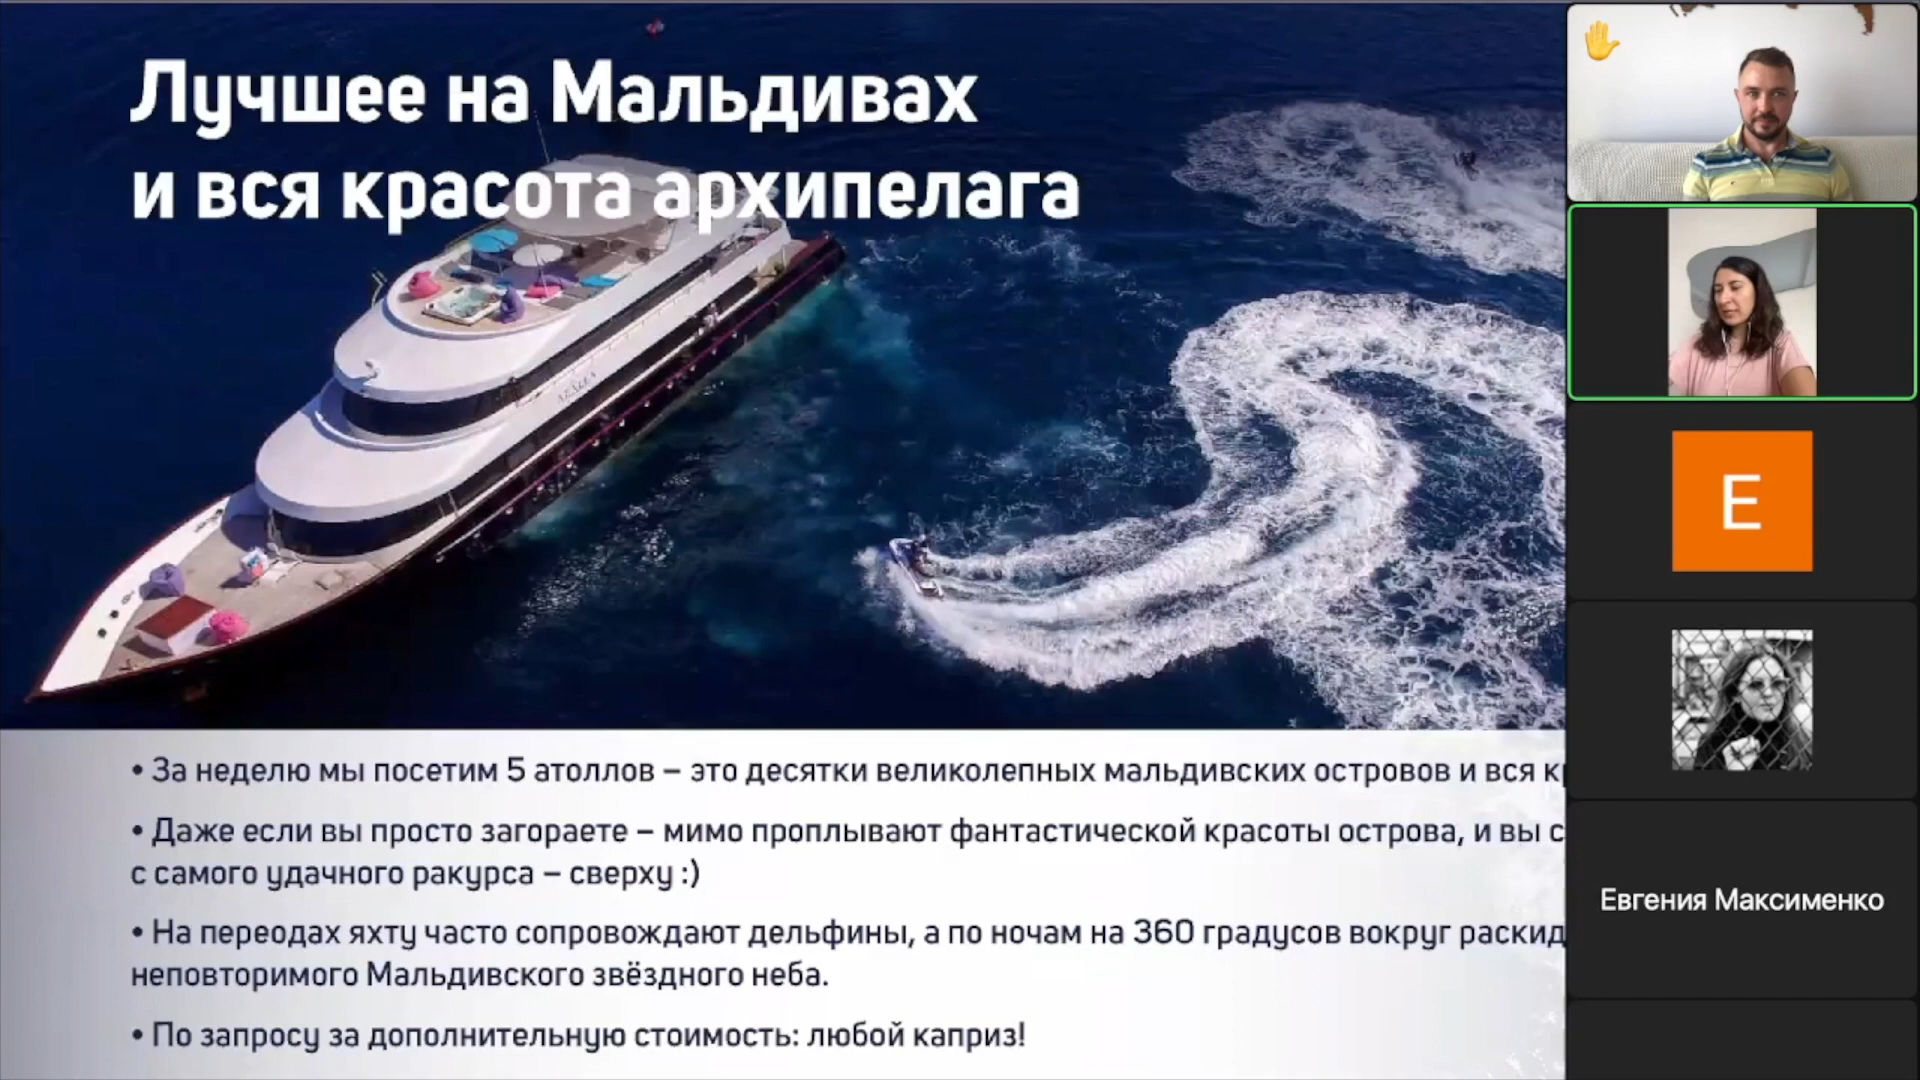 Лучшее на Мальдивах
и вся красота архипелага
• За неделю мы посетим 5 атоллов – это десятки великолепных мальдивских островов и вся
• Даже если вы просто загораете – мимо проплывают фантастической красоты острова, и вы
с самого удачного ракурса – сверху :)
• На переодах яхту часто сопровождают дельфины, а по ночам на 360 градусов вокруг
неповторимого Мальдивского звёздного неба.
• По запросу за дополнительную стоимость: любой каприз!
E
Евгения Максименко